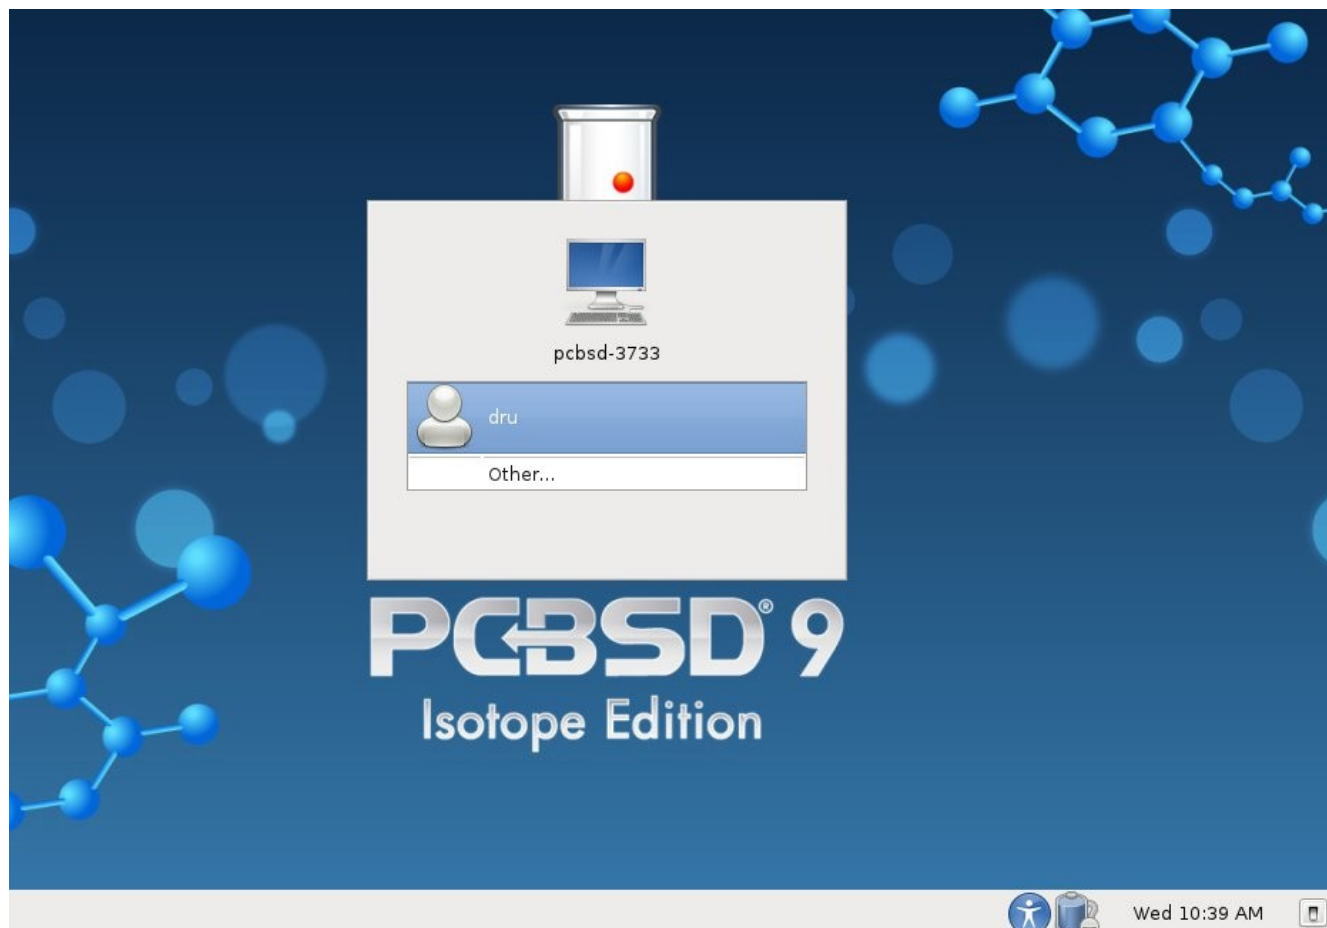 pcbsd-3733
dru
Other...
PCBSD® 9
Isotope Edition
Wed 10:39 AM